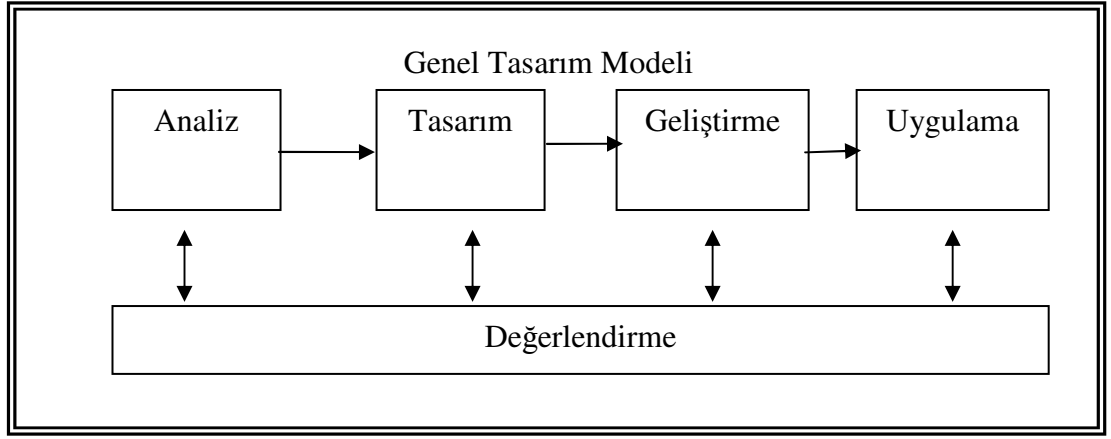 Genel Tasarım Modeli
Analiz
Tasarım
Geliştirme
Uygulama
Değerlendirme